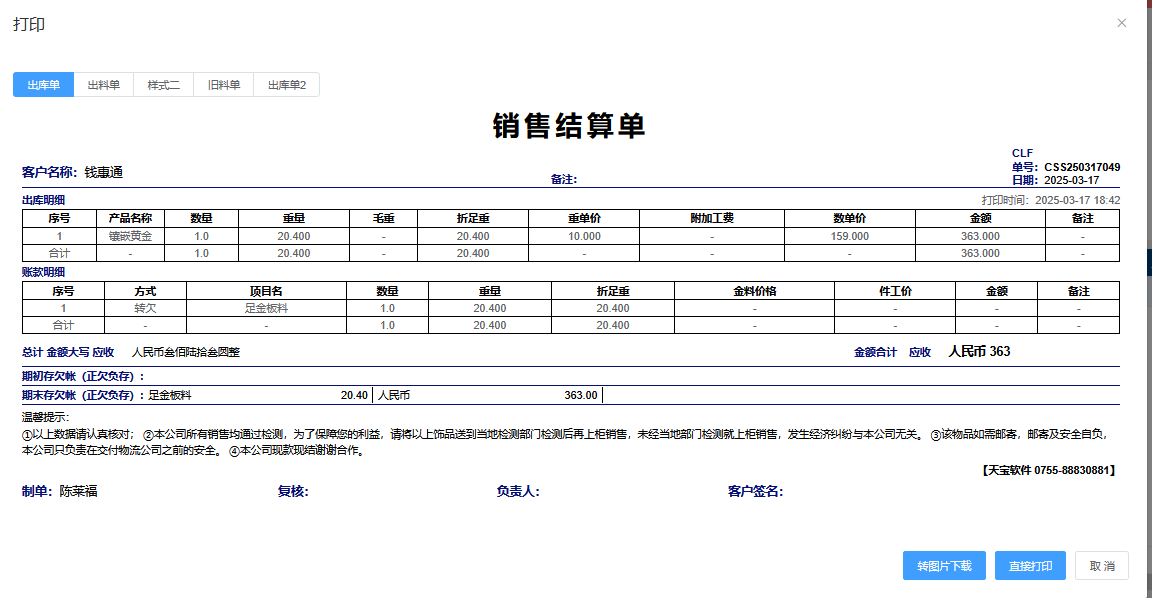 打印
×
出库单 出料单 样式二 旧料单 出库单2
销售结算单
CLF
客户名称: 钱惠通 备注: 单号: CSS250317049
日期: 2025-03-17
出库明细 打印时间: 2025-03-17 18:42
序号 产品名称 数量 重量 毛重 折足重 重单价 附加工费 数单价 金额 备注
1 镶嵌黄金 1.0 20.400 - 20.400 10.000 - 159.000 363.000 -
合计 - 1.0 20.400 - 20.400 - - - 363.000 -
账款明细
序号 方式 项目名 数量 重量 折足重 金料价格 件工价 金额 备注
1 转欠 足金板料 1.0 20.400 20.400 - - - -
合计 - - 1.0 20.400 20.400 - - - -
总计 金额大写 应收 人民币叁佰陆拾叁圆整 金额合计 应收 人民币 363
期初存欠帐（正欠负存）:
期末存欠帐（正欠负存）: 足金板料 20.40 人民币 363.00
温馨提示:
①以上数据请认真核对； ②本公司所有销售均通过检测，为了保障您的利益，请将以上饰品送到当地检测部门检测后再上柜销售，未经当地部门检测就上柜销售，发生经济纠纷与本公司无关。 ③该物品如需邮寄，邮寄及安全自负，
本公司只负责在交付物流公司之前的安全。 ④本公司现款现结谢谢合作。
【天宝软件 0755-88830881】
制单: 陈莱福 复核: 负责人: 客户签名:
转图片下载 直接打印 取 消